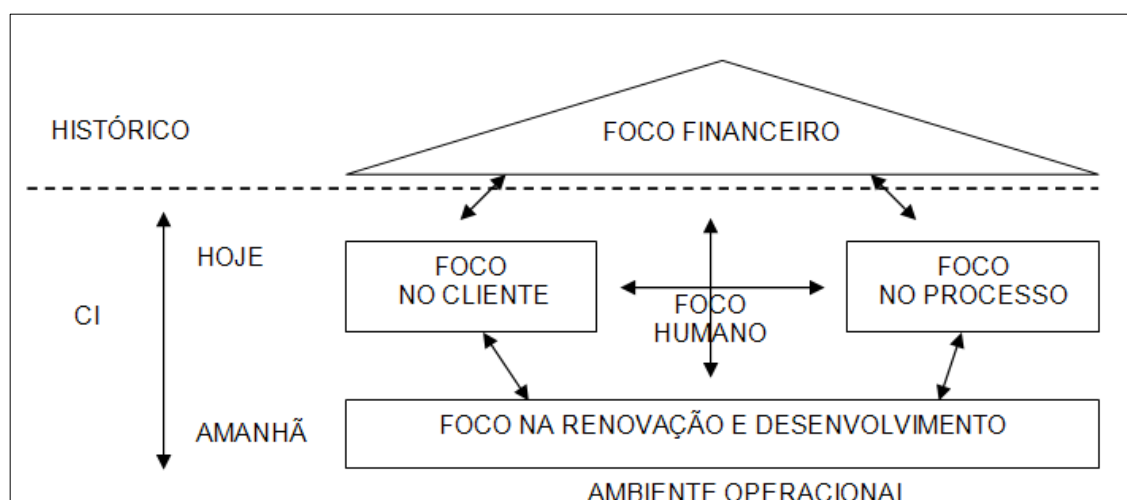 HISTÓRICO
FOCO FINANCEIRO
HOJE
FOCO
NO CLIENTE
FOCO
HUMANO
FOCO
NO PROCESSO
CI
AMANHÃ
FOCO NA RENOVAÇÃO E DESENVOLVIMENTO
AMBIENTE OPERACIONAL